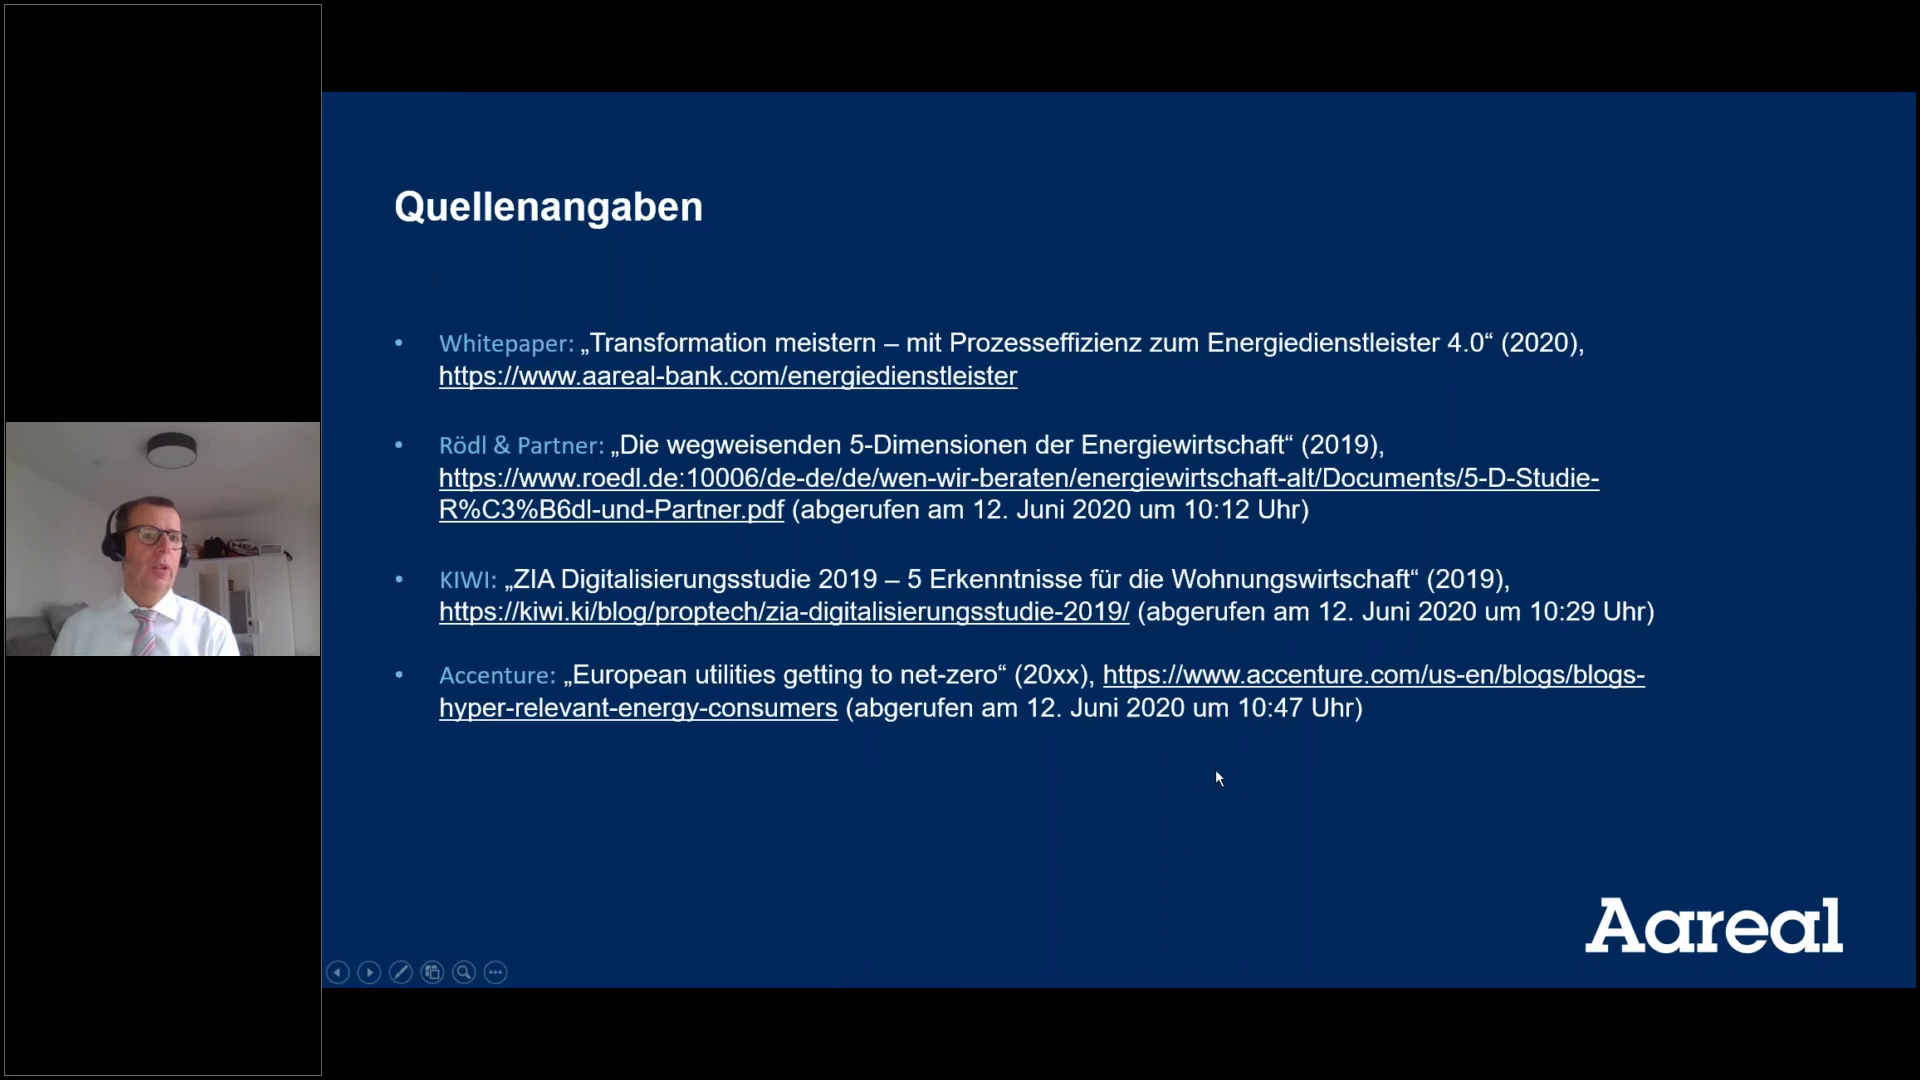 Quellenangaben
• Whitepaper: „Transformation meistern – mit Prozesseffizienz zum Energiedienstleister 4.0“ (2020),
https://www.aareal-bank.com/energiedienstleister
• Rödl & Partner: „Die wegweisenden 5-Dimensionen der Energiewirtschaft“ (2019),
https://www.roedl.de:10006/de-de/de/wen-wir-beraten/energiewirtschaft-alt/Documents/5-D-Studie-
R%C3%B6dl-und-Partner.pdf (abgerufen am 12. Juni 2020 um 10:12 Uhr)
• KIWI: „ZIA Digitalisierungsstudie 2019 – 5 Erkenntnisse für die Wohnungswirtschaft“ (2019),
https://kiwi.ki/blog/proptech/zia-digitalisierungsstudie-2019/ (abgerufen am 12. Juni 2020 um 10:29 Uhr)
• Accenture: „European utilities getting to net-zero“ (20xx), https://www.accenture.com/us-en/blogs/blogs-
hyper-relevant-energy-consumers (abgerufen am 12. Juni 2020 um 10:47 Uhr)
Aareal